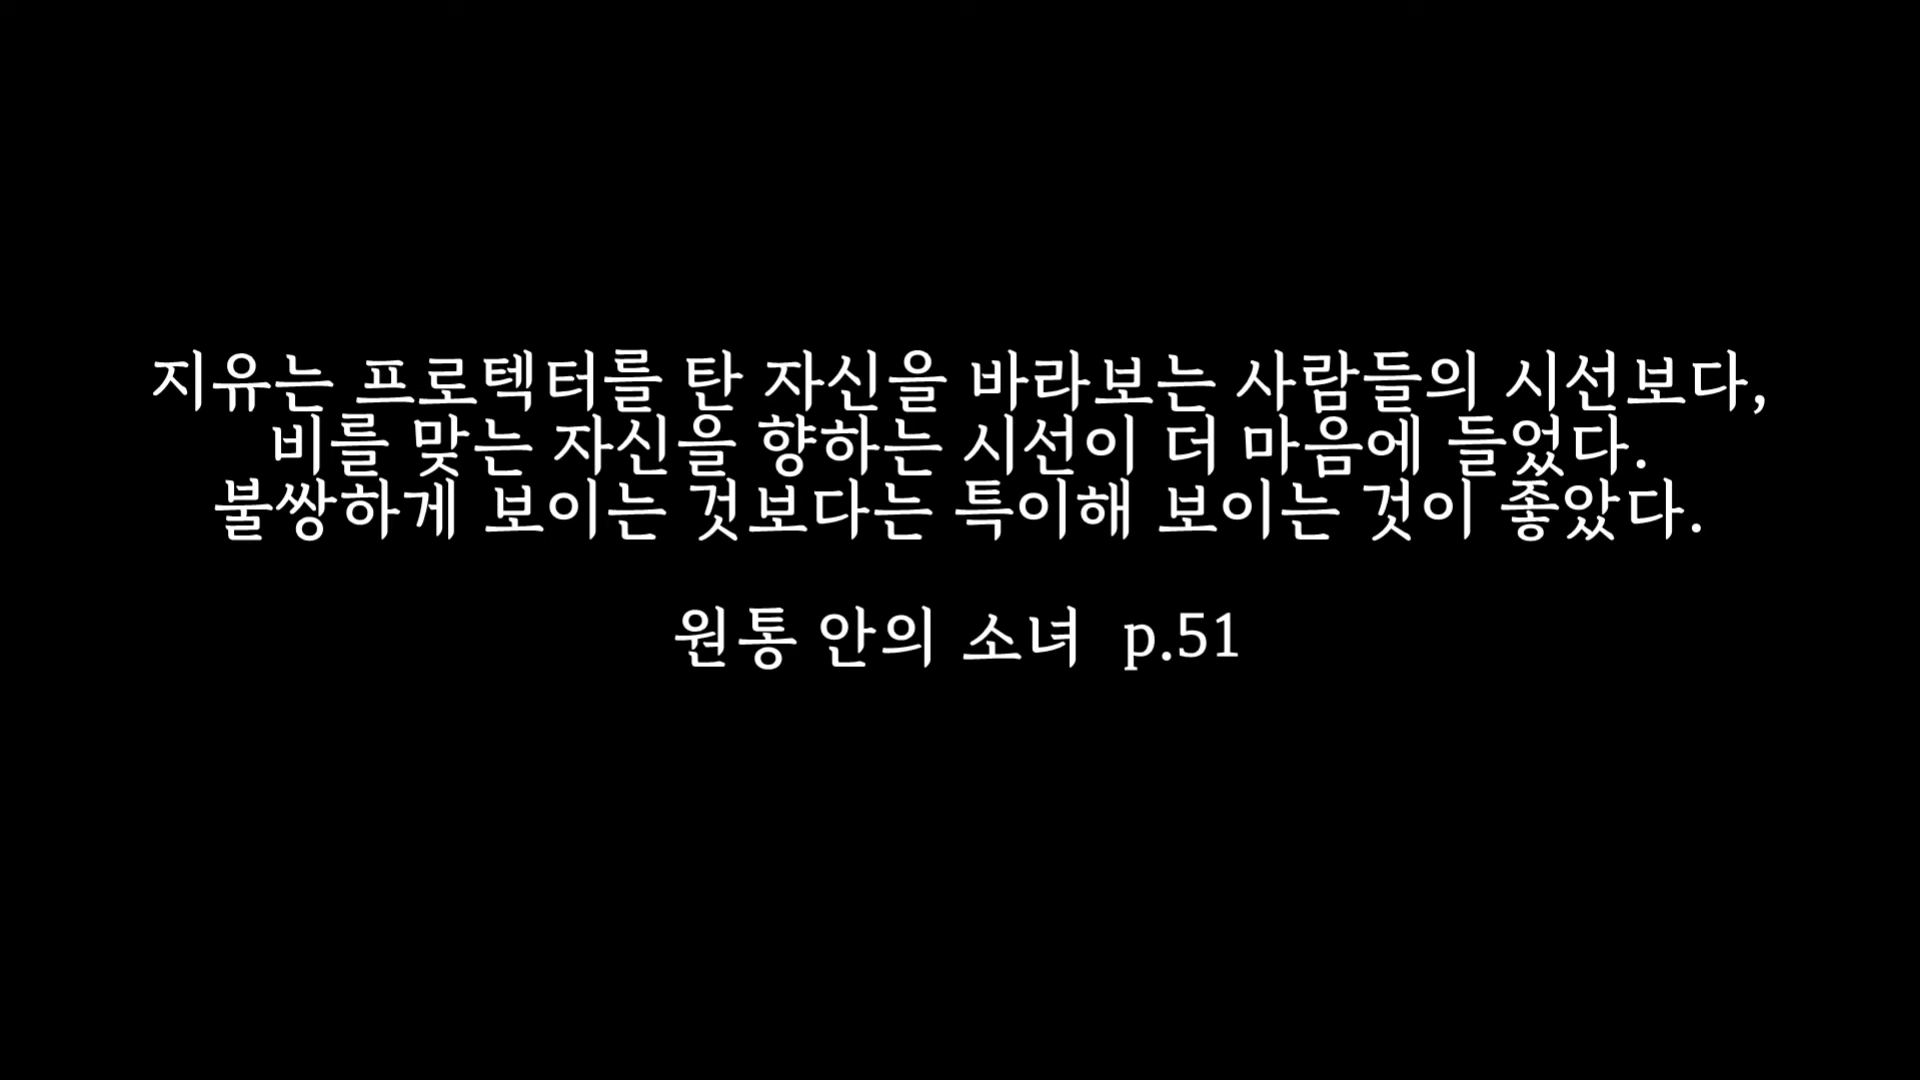 지유는 프로텍터를 탄 자신을 바라보는 사람들의 시선보다,
비를 맞는 자신을 향하는 시선이 더 마음에 들었다.
불쌍하게 보이는 것보다는 특이해 보이는 것이 좋았다.
원통 안의 소녀 p.51